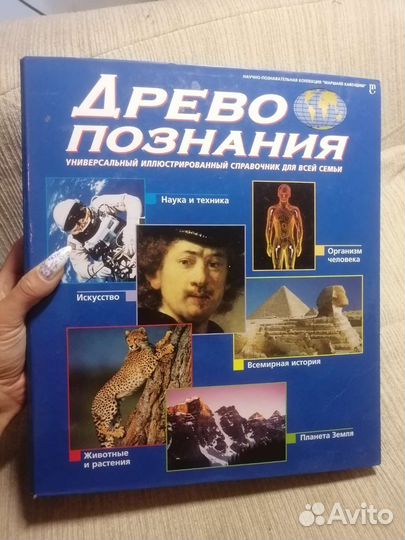 НАУЧНО-ПОЗНАВАТЕЛЬНАЯ КОЛЛЕКЦИЯ "МАРШАЛЛ КАВЕНДИШ"
ДРЕВО
ПОЗНАНИЯ
УНИВЕРСАЛЬНЫЙ ИЛЛЮСТРИРОВАННЫЙ СПРАВОЧНИК ДЛЯ ВСЕЙ СЕМЬИ
Наука и техника
Организм
человека
Искусство
Всемирная история
Животные
и растения
Планета Земля
Avito